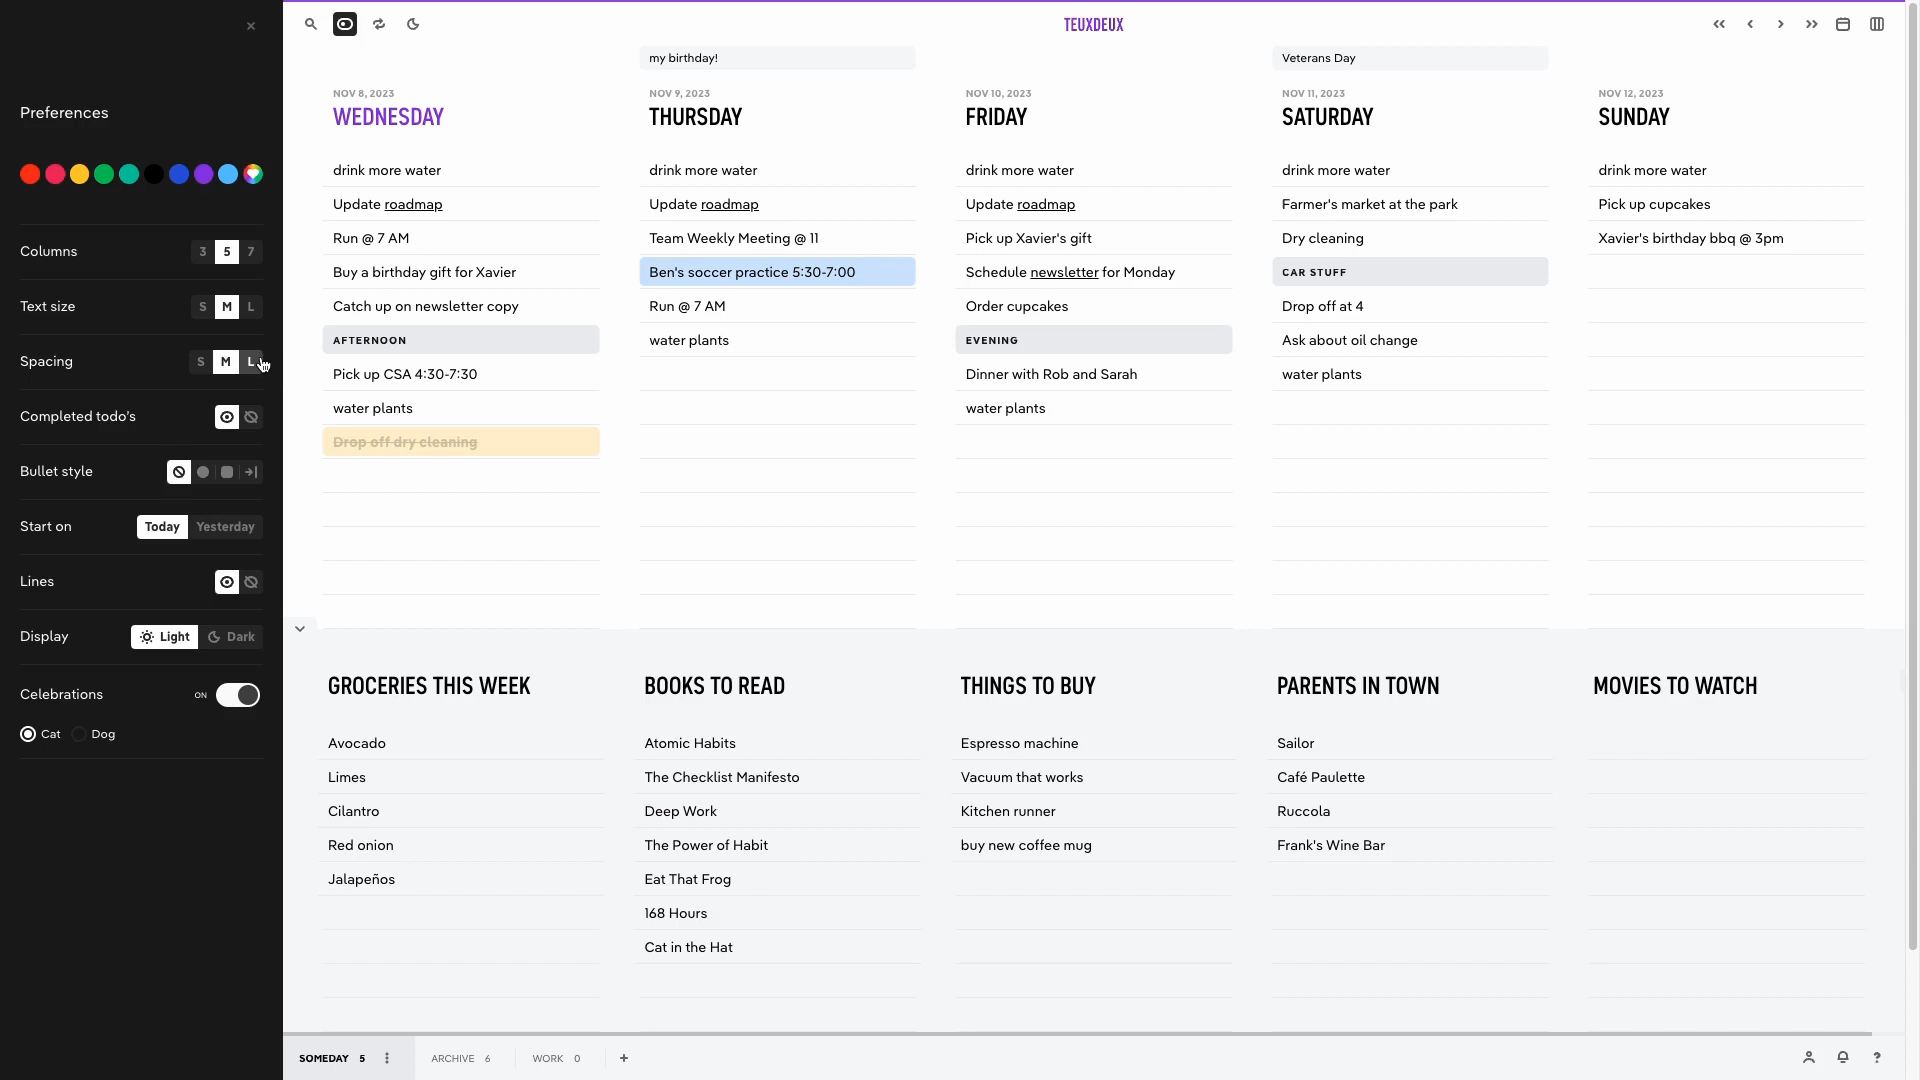 Preferences
Columns 3 5 7
Text size S M L
Spacing S M L
Completed todo's
Bullet style
Start on Today Yesterday
Lines
Display Light Dark
Celebrations ON
Cat Dog
TEUXDEUX
my birthday!
Veterans Day
NOV 8, 2023
WEDNESDAY
drink more water
Update roadmap
Run @ 7 AM
Buy a birthday gift for Xavier
Catch up on newsletter copy
AFTERNOON
Pick up CSA 4:30-7:30
water plants
Drop off dry cleaning
NOV 9, 2023
THURSDAY
drink more water
Update roadmap
Team Weekly Meeting @ 11
Ben's soccer practice 5:30-7:00
Run @ 7 AM
water plants
NOV 10, 2023
FRIDAY
drink more water
Update roadmap
Pick up Xavier's gift
Schedule newsletter for Monday
Order cupcakes
EVENING
Dinner with Rob and Sarah
water plants
NOV 11, 2023
SATURDAY
drink more water
Farmer's market at the park
Dry cleaning
CAR STUFF
Drop off at 4
Ask about oil change
water plants
NOV 12, 2023
SUNDAY
drink more water
Pick up cupcakes
Xavier's birthday bbq @ 3pm
GROCERIES THIS WEEK
Avocado
Limes
Cilantro
Red onion
Jalapeños
BOOKS TO READ
Atomic Habits
The Checklist Manifesto
Deep Work
The Power of Habit
Eat That Frog
168 Hours
Cat in the Hat
THINGS TO BUY
Espresso machine
Vacuum that works
Kitchen runner
buy new coffee mug
PARENTS IN TOWN
Sailor
Café Paulette
Ruccola
Frank's Wine Bar
MOVIES TO WATCH
SOMEDAY 5
ARCHIVE 6
WORK 0